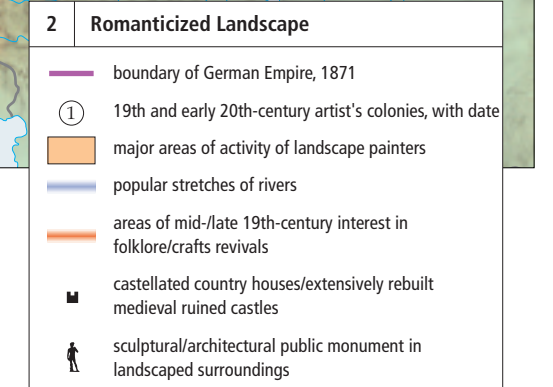 2 Romanticized Landscape
boundary of German Empire, 1871
1 19th and early 20th-century artist's colonies, with date
major areas of activity of landscape painters
popular stretches of rivers
areas of mid-/late 19th-century interest in
folklore/crafts revivals
castellated country houses/extensively rebuilt
medieval ruined castles
sculptural/architectural public monument in
landscaped surroundings